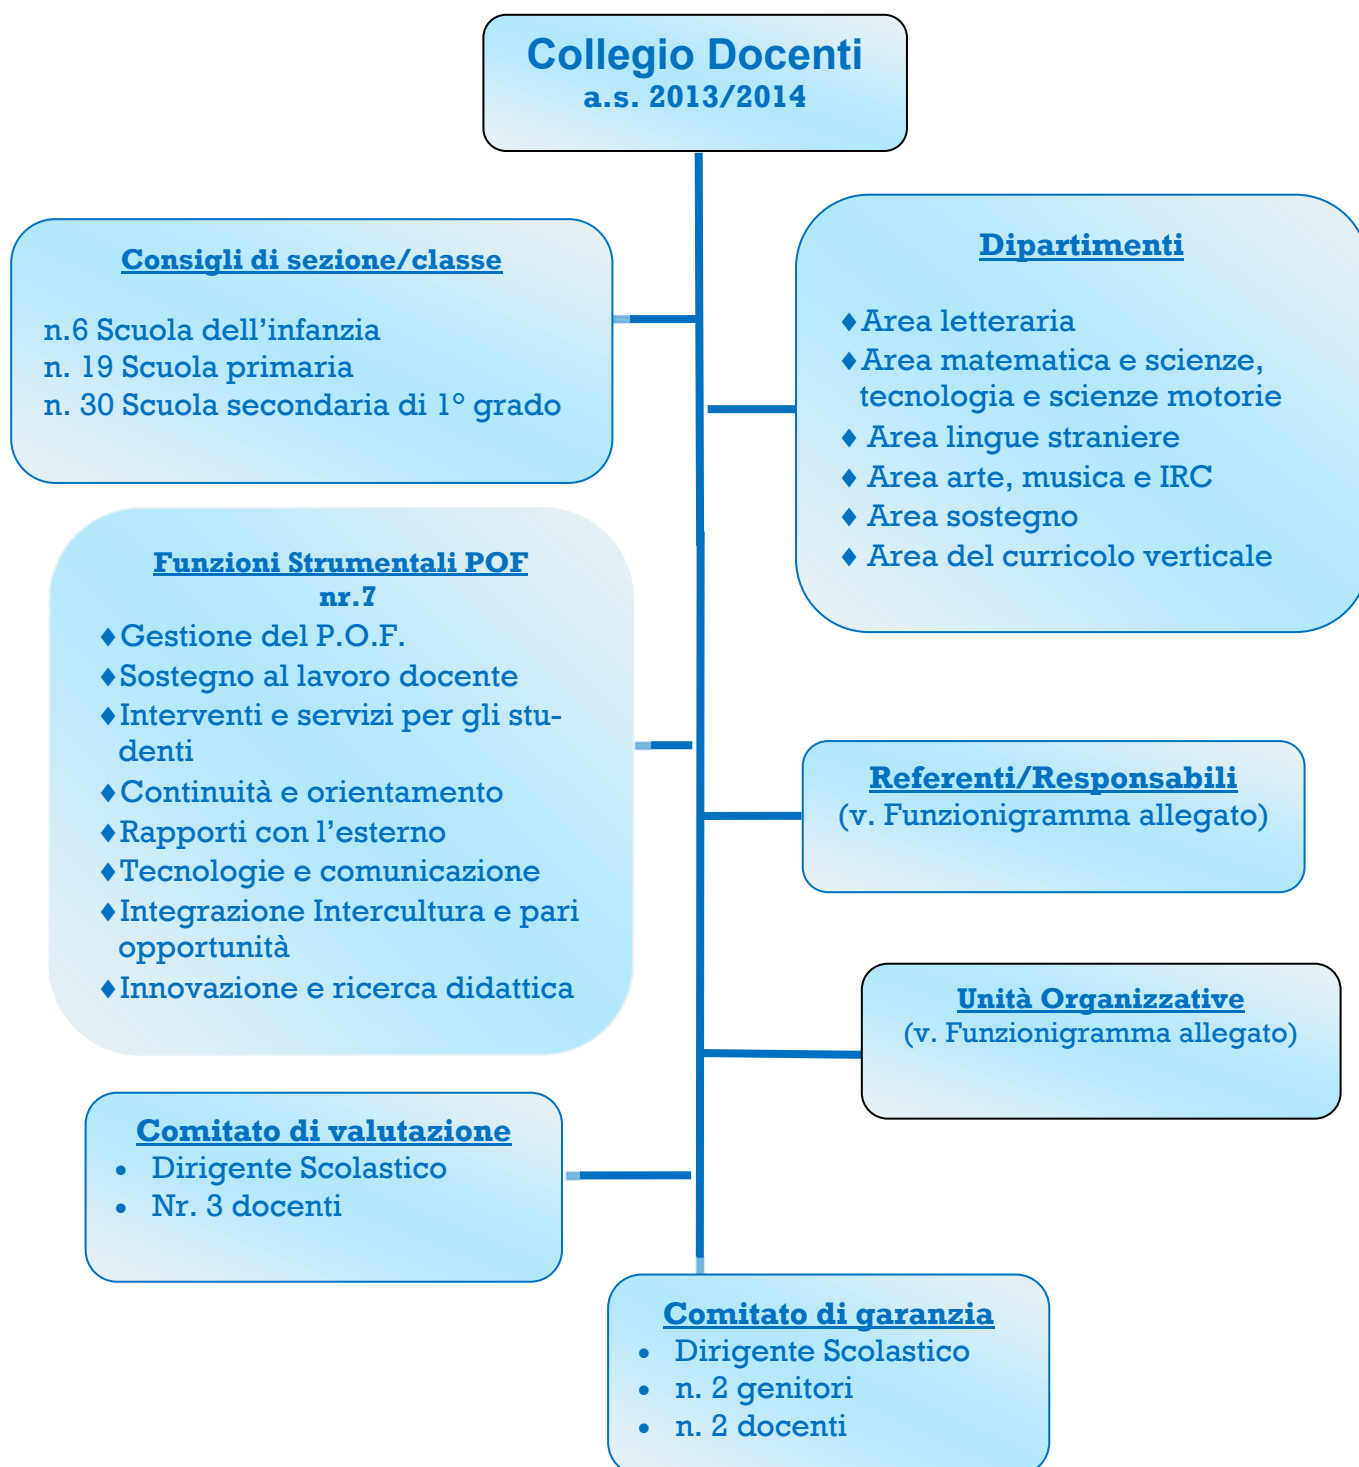 Collegio Docenti
a.s. 2013/2014
Consigli di sezione/classe
n.6 Scuola dell’infanzia
n. 19 Scuola primaria
n. 30 Scuola secondaria di 1° grado
Dipartimenti
♦Area letteraria
♦Area matematica e scienze,
tecnologia e scienze motorie
♦ Area lingue straniere
♦ Area arte, musica e IRC
♦ Area sostegno
♦ Area del curricolo verticale
Funzioni Strumentali POF
nr.7
♦Gestione del P.O.F.
♦Sostegno al lavoro docente
♦Interventi e servizi per gli stu-
denti
♦Continuità e orientamento
♦Rapporti con l’esterno
♦Tecnologie e comunicazione
♦Integrazione Intercultura e pari
opportunità
♦Innovazione e ricerca didattica
Referenti/Responsabili
(v. Funzionigramma allegato)
Unità Organizzative
(v. Funzionigramma allegato)
Comitato di valutazione
• Dirigente Scolastico
• Nr. 3 docenti
Comitato di garanzia
• Dirigente Scolastico
• n. 2 genitori
• n. 2 docenti